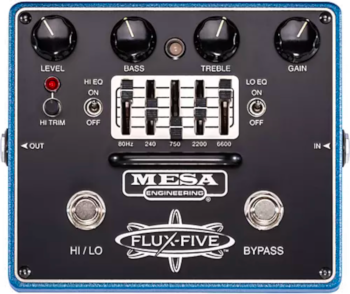 LEVEL BASS TREBLE GAIN
HI EQ LO EQ
ON ON
HI TRIM OFF OFF
80Hz 240 750 2200 6600
◄OUT IN◄
MESA
ENGINEERING®
FLUX-FIVE™
HI / LO BYPASS